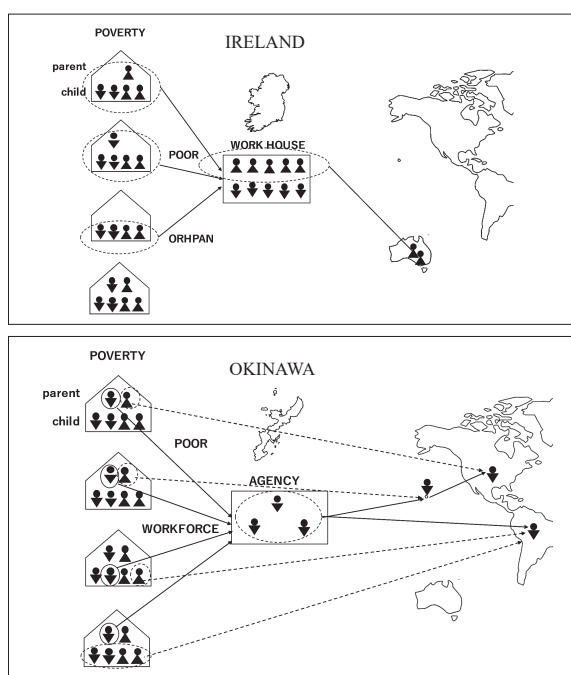 POVERTY
IRELAND
parent
child
POOR
WORK HOUSE
ORHPAN
POVERTY
OKINAWA
parent
child
POOR
AGENCY
WORKFORCE